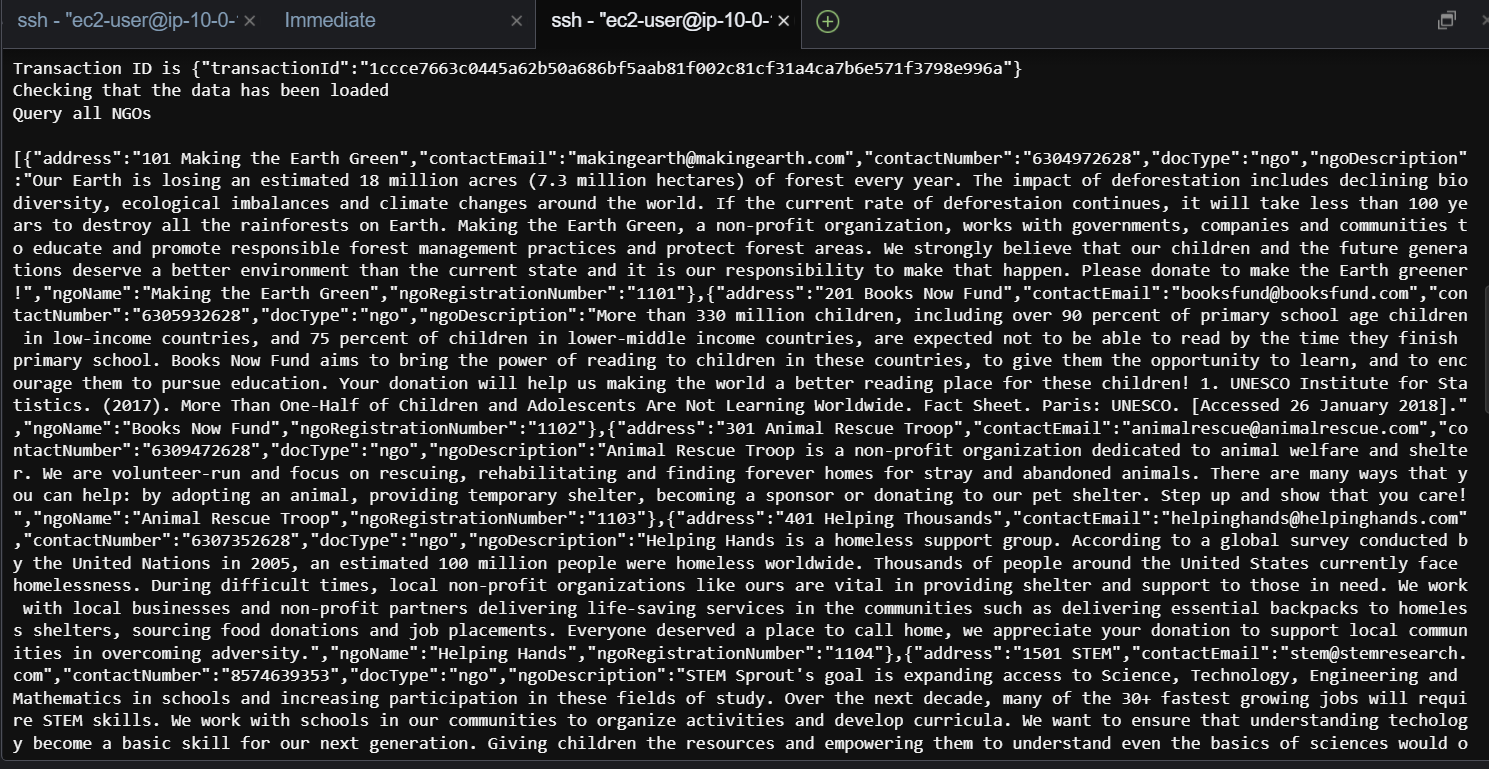 ssh - "ec2-user@ip-10-0- Immediate ssh - "ec2-user@ip-10-0-
Transaction ID is {"transactionId":"1ccce7663c0445a62b50a686bf5aab81f002c81cf31a4ca7b6e571f3798e996a"}
Checking that the data has been loaded
Query all NGOs
[{"address":"101 Making the Earth Green","contactEmail":"makingearth@makingearth.com","contactNumber":"6304972628","docType":"ngo","ngoDescription"
:"Our Earth is losing an estimated 18 million acres (7.3 million hectares) of forest every year. The impact of deforestation includes declining bio
diversity, ecological imbalances and climate changes around the world. If the current rate of deforestaion continues, it will take less than 100 ye
ars to destroy all the rainforests on Earth. Making the Earth Green, a non-profit organization, works with governments, companies and communities t
o educate and promote responsible forest management practices and protect forest areas. We strongly believe that our children and the future genera
tions deserve a better environment than the current state and it is our responsibility to make that happen. Please donate to make the Earth greener
!","ngoName":"Making the Earth Green","ngoRegistrationNumber":"1101"},{"address":"201 Books Now Fund","contactEmail":"booksfund@booksfund.com","con
tactNumber":"6305932628","docType":"ngo","ngoDescription":"More than 330 million children, including over 90 percent of primary school age children
in low-income countries, and 75 percent of children in lower-middle income countries, are expected not to be able to read by the time they finish
primary school. Books Now Fund aims to bring the power of reading to children in these countries, to give them the opportunity to learn, and to enc
ourage them to pursue education. Your donation will help us making the world a better reading place for these children! 1. UNESCO Institute for Sta
tistics. (2017). More Than One-Half of Children and Adolescents Are Not Learning Worldwide. Fact Sheet. Paris: UNESCO. [Accessed 26 January 2018]."
,"ngoName":"Books Now Fund","ngoRegistrationNumber":"1102"},{"address":"301 Animal Rescue Troop","contactEmail":"animalrescue@animalrescue.com","co
ntactNumber":"6309472628","docType":"ngo","ngoDescription":"Animal Rescue Troop is a non-profit organization dedicated to animal welfare and shelte
r. We are volunteer-run and focus on rescuing, rehabilitating and finding forever homes for stray and abandoned animals. There are many ways that y
ou can help: by adopting an animal, providing temporary shelter, becoming a sponsor or donating to our pet shelter. Step up and show that you care!
","ngoName":"Animal Rescue Troop","ngoRegistrationNumber":"1103"},{"address":"401 Helping Thousands","contactEmail":"helpinghands@helpinghands.com"
,"contactNumber":"6307352628","docType":"ngo","ngoDescription":"Helping Hands is a homeless support group. According to a global survey conducted b
y the United Nations in 2005, an estimated 100 million people were homeless worldwide. Thousands of people around the United States currently face
homelessness. During difficult times, local non-profit organizations like ours are vital in providing shelter and support to those in need. We work
with local businesses and non-profit partners delivering life-saving services in the communities such as delivering essential backpacks to homeles
s shelters, sourcing food donations and job placements. Everyone deserved a place to call home, we appreciate your donation to support local commun
ities in overcoming adversity.","ngoName":"Helping Hands","ngoRegistrationNumber":"1104"},{"address":"1501 STEM","contactEmail":"stem@stemresearch.
com","contactNumber":"8574639353","docType":"ngo","ngoDescription":"STEM Sprout's goal is expanding access to Science, Technology, Engineering and
Mathematics in schools and increasing participation in these fields of study. Over the next decade, many of the 30+ fastest growing jobs will requi
re STEM skills. We work with schools in our communities to organize activities and develop curricula. We want to ensure that understanding techolog
y become a basic skill for our next generation. Giving children the resources and empowering them to understand even the basics of sciences would o